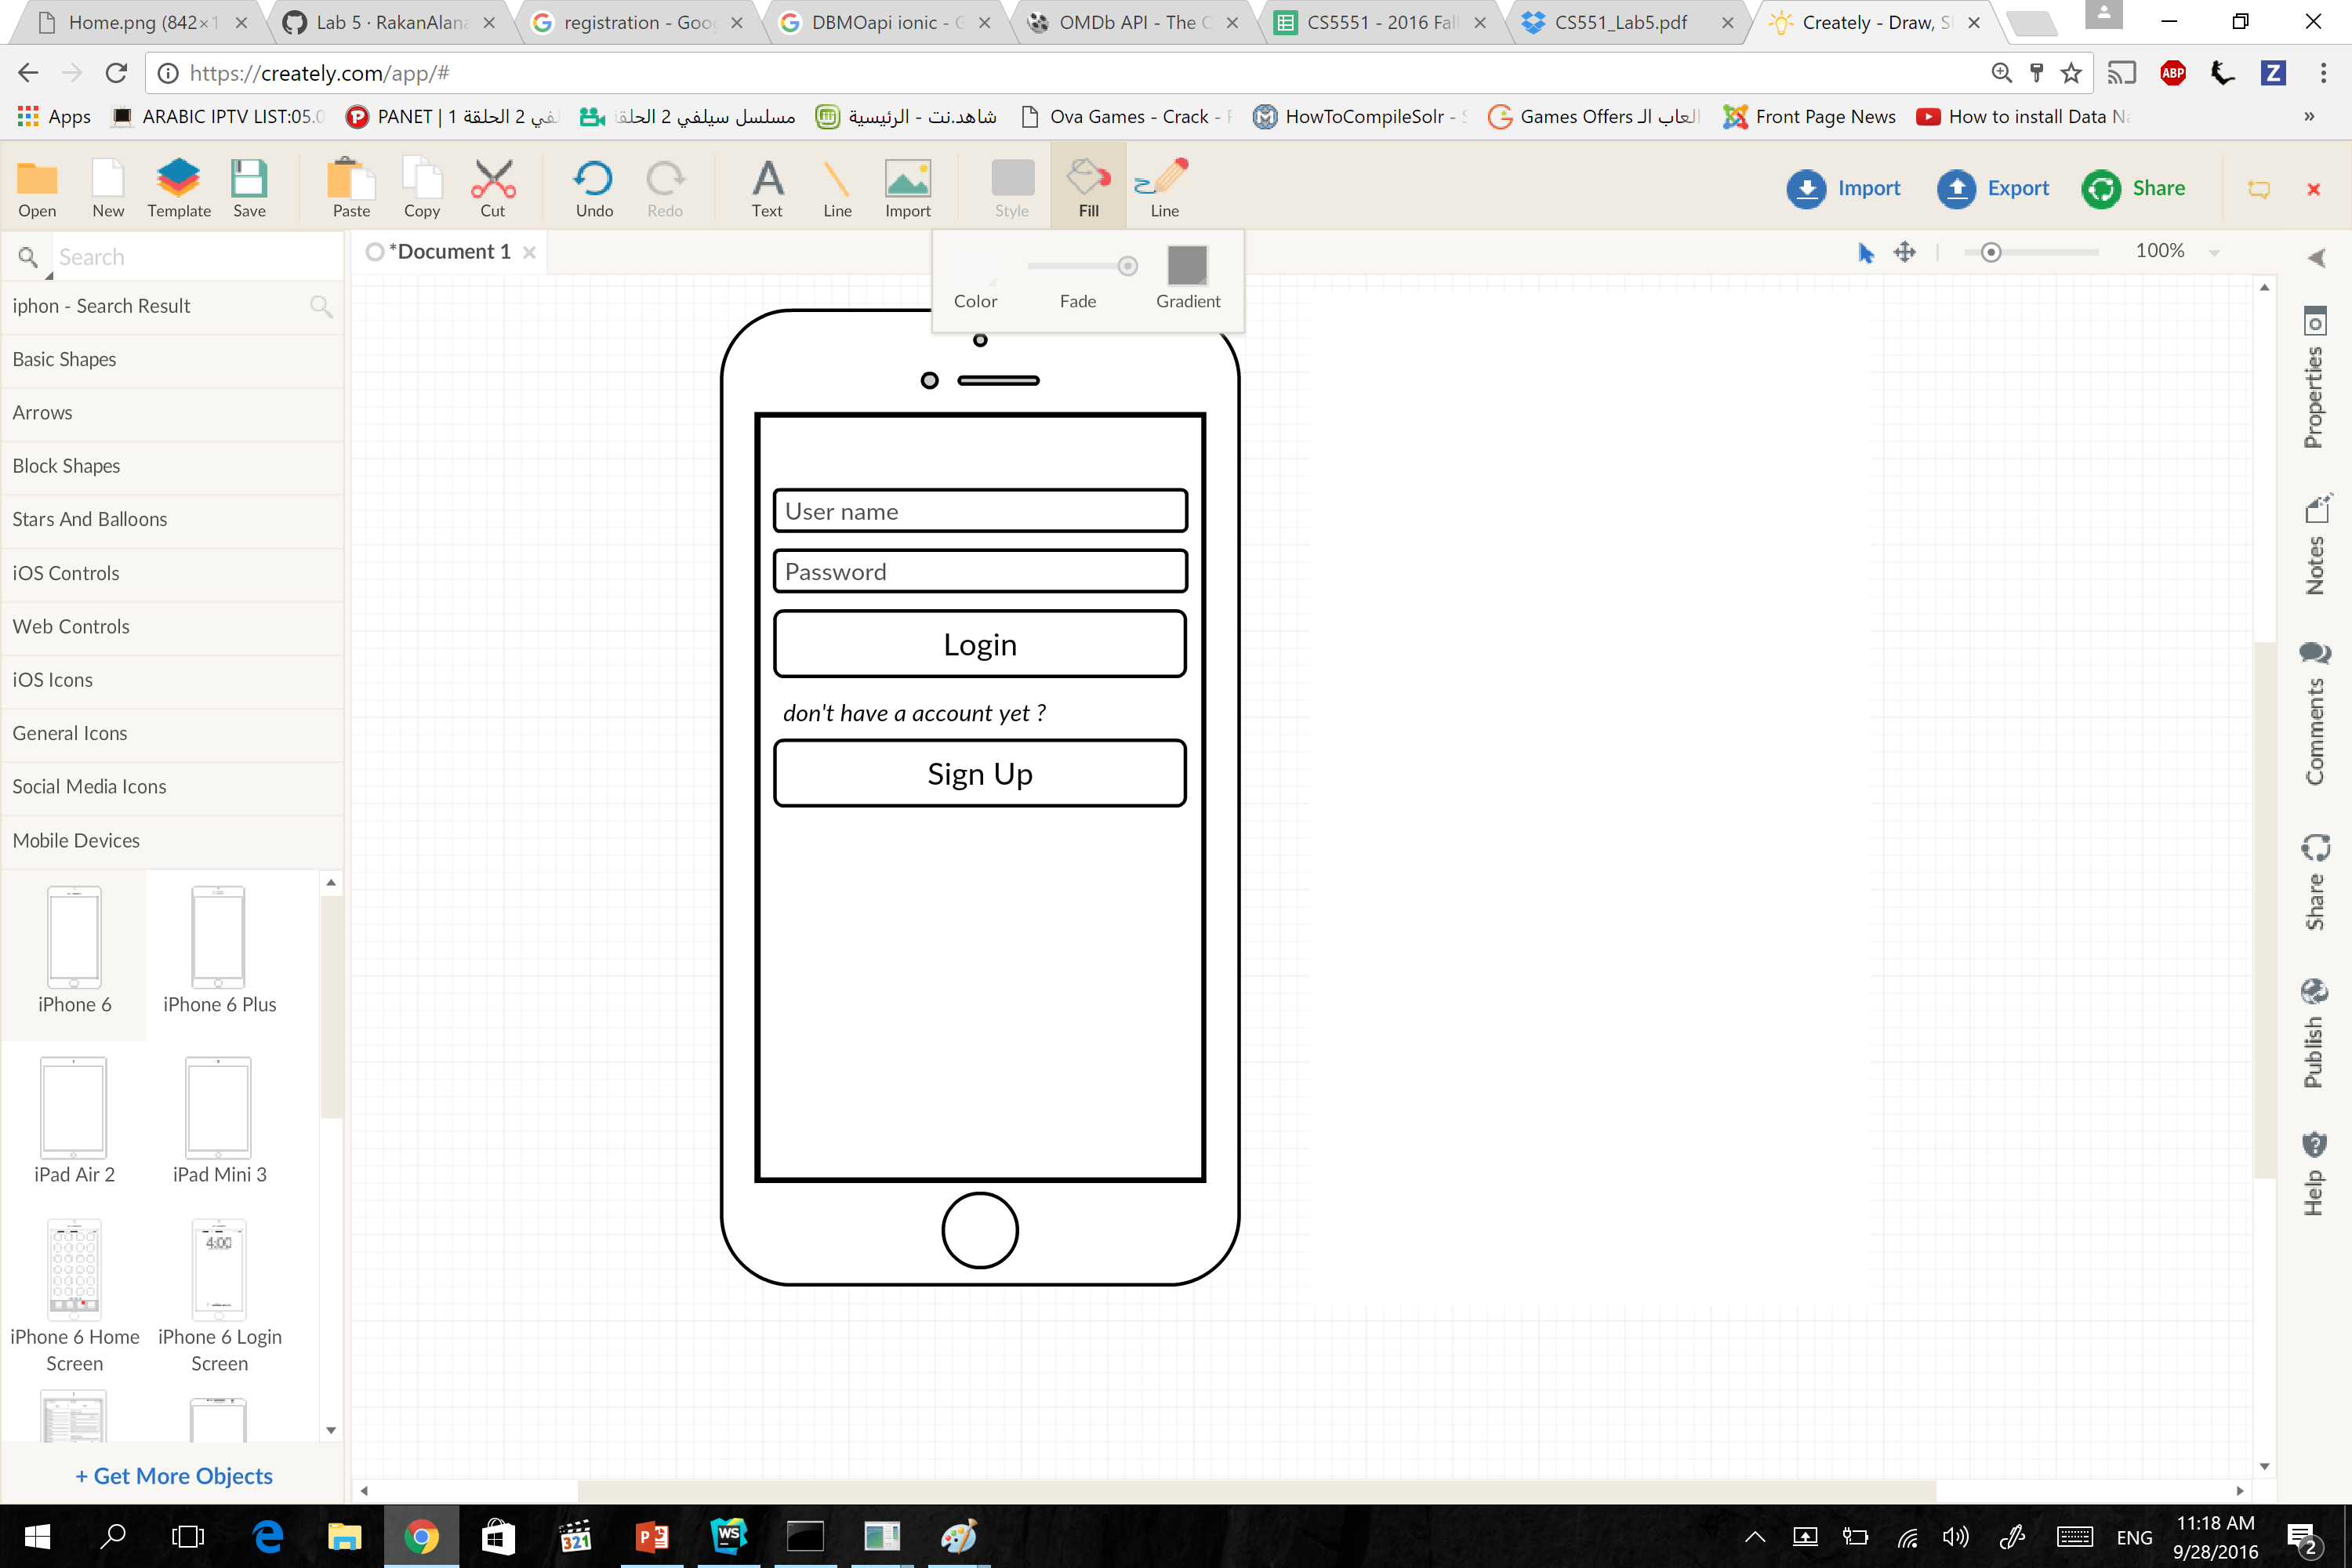 Home.png (842×1
Lab 5 · RakanAlana
registration - Goo
DBMOapi ionic - G
OMDb API - The O
CS5551 - 2016 Fall
CS551_Lab5.pdf
Creately - Draw, S
https://creately.com/app/#
ABP
Z
Apps
ARABIC IPTV LIST:05.0
PANET | في 2 الحلقة 1
مسلسل سيلفي 2 الحلقة
شاهد.نت - الرئيسية
Ova Games - Crack -
HowToCompileSolr -
Games Offers العاب الـ
Front Page News
How to install Data Na
»
Open
New
Template
Save
Paste
Copy
Cut
Undo
Redo
Text
Line
Import
Style
Fill
Line
Import
Export
Share
Search
*Document 1
100%
Color
Fade
Gradient
iphon - Search Result
Basic Shapes
Arrows
Block Shapes
Stars And Balloons
iOS Controls
Web Controls
iOS Icons
General Icons
Social Media Icons
Mobile Devices
iPhone 6
iPhone 6 Plus
iPad Air 2
iPad Mini 3
4:00
iPhone 6 Home
Screen
iPhone 6 Login
Screen
+ Get More Objects
User name
Password
Login
don't have a account yet ?
Sign Up
Properties
Notes
Comments
Share
Publish
Help
321
WS
ENG
11:18 AM
9/28/2016
2